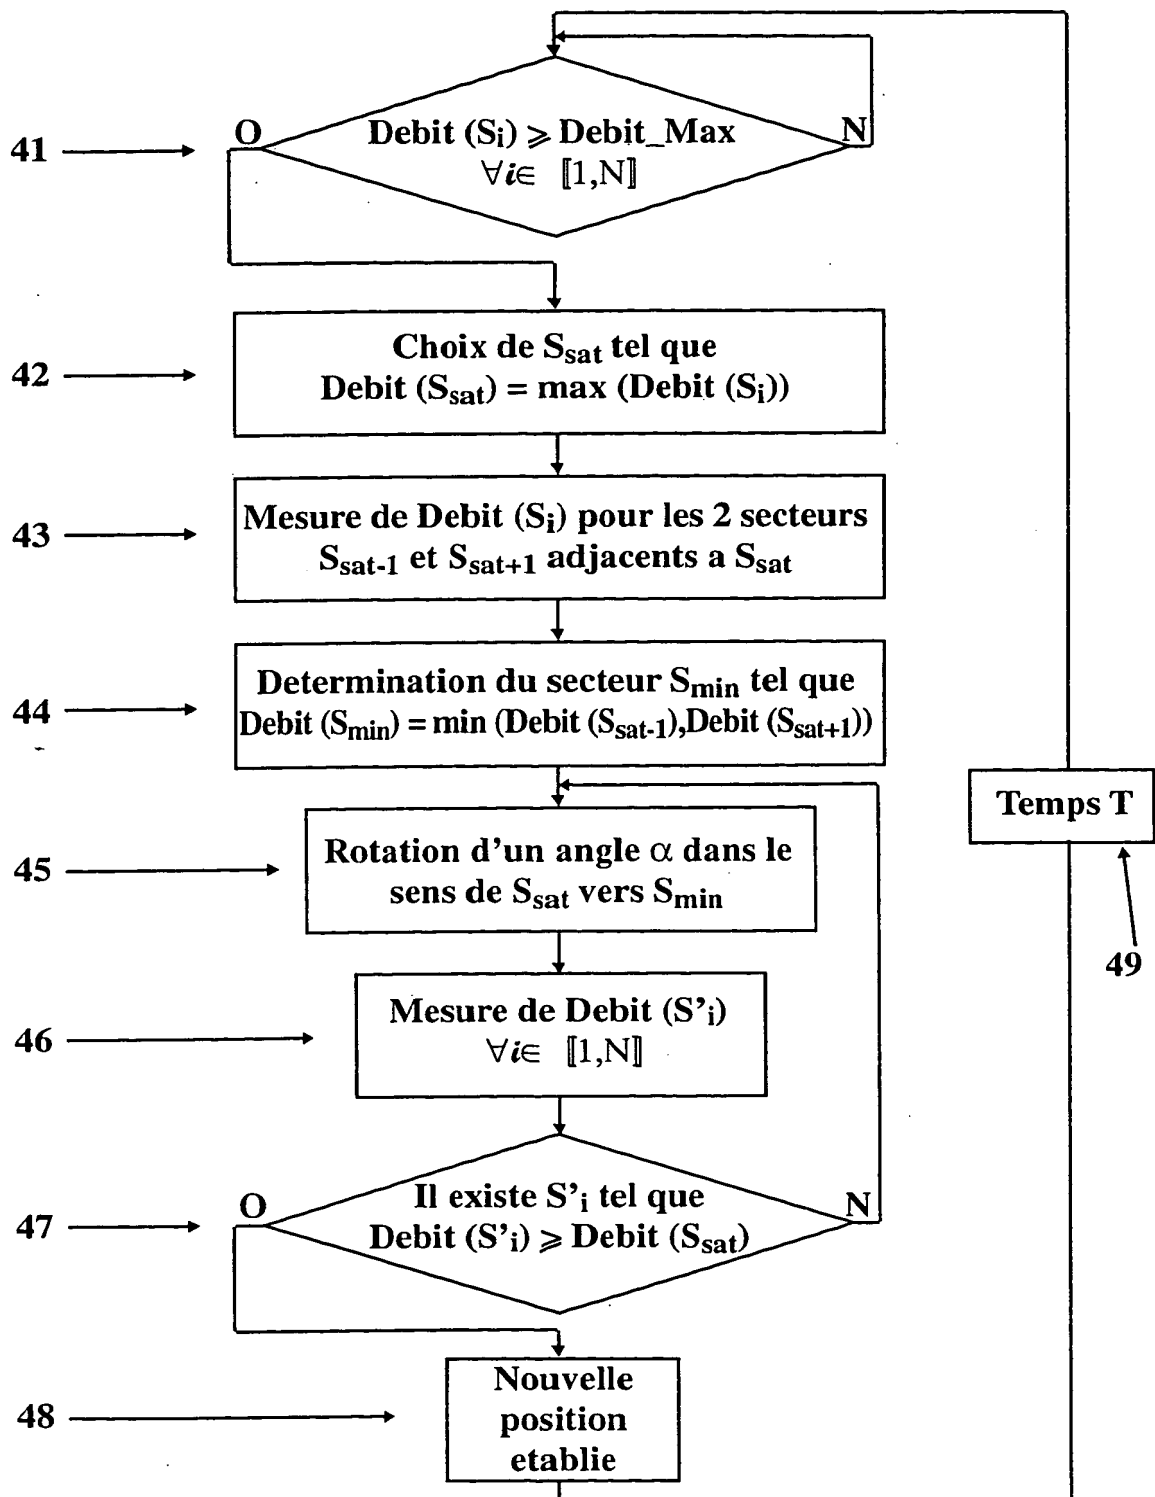 O
N
41
Debit (Si) ⩾ Debit_Max
∀i∈ ⟦1,N⟧
42
Choix de Ssat tel que
Debit (Ssat) = max (Debit (Si))
43
Mesure de Debit (Si) pour les 2 secteurs
Ssat-1 et Ssat+1 adjacents a Ssat
44
Determination du secteur Smin tel que
Debit (Smin) = min (Debit (Ssat-1),Debit (Ssat+1))
Temps T
49
45
Rotation d'un angle α dans le
sens de Ssat vers Smin
46
Mesure de Debit (S'i)
∀i∈ ⟦1,N⟧
O
N
47
Il existe S'i tel que
Debit (S'i) ⩾ Debit (Ssat)
48
Nouvelle
position
etablie